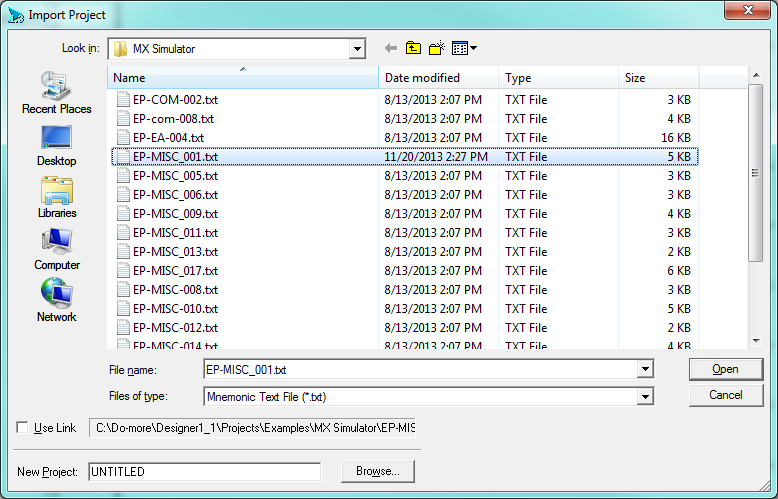 Import Project
Look in: MX Simulator
Recent Places
Desktop
Libraries
Computer
Network
Name Date modified Type Size
EP-COM-002.txt 8/13/2013 2:07 PM TXT File 3 KB
EP-com-008.txt 8/13/2013 2:07 PM TXT File 4 KB
EP-EA-004.txt 8/13/2013 2:07 PM TXT File 16 KB
EP-MISC_001.txt 11/20/2013 2:27 PM TXT File 5 KB
EP-MISC_005.txt 8/13/2013 2:07 PM TXT File 3 KB
EP-MISC_006.txt 8/13/2013 2:07 PM TXT File 3 KB
EP-MISC_009.txt 8/13/2013 2:07 PM TXT File 4 KB
EP-MISC_011.txt 8/13/2013 2:07 PM TXT File 3 KB
EP-MISC_013.txt 8/13/2013 2:07 PM TXT File 2 KB
EP-MISC_017.txt 8/13/2013 2:07 PM TXT File 6 KB
EP-MISC-008.txt 8/13/2013 2:07 PM TXT File 3 KB
EP-MISC-010.txt 8/13/2013 2:07 PM TXT File 5 KB
EP-MISC-012.txt 8/13/2013 2:07 PM TXT File 2 KB
EP-MISC-014.txt 8/13/2013 2:07 PM TXT File 4 KB
File name: EP-MISC_001.txt Open
Files of type: Mnemonic Text File (*.txt) Cancel
Use Link C:\Do-more\Designer1_1\Projects\Examples\MX Simulator\EP-MIS
New Project: UNTITLED Browse...